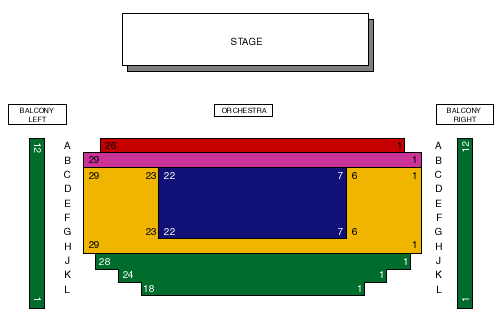 STAGE
BALCONY
LEFT
ORCHESTRA
BALCONY
RIGHT
12
A 26 1 A
12
B 29 1 B
C 29 23 22 7 6 1 C
D D
E E
F F
G 23 22 7 6 G
H 29 1 H
J 28 1 J
K 24 1 K
L 18 1 L
1
1